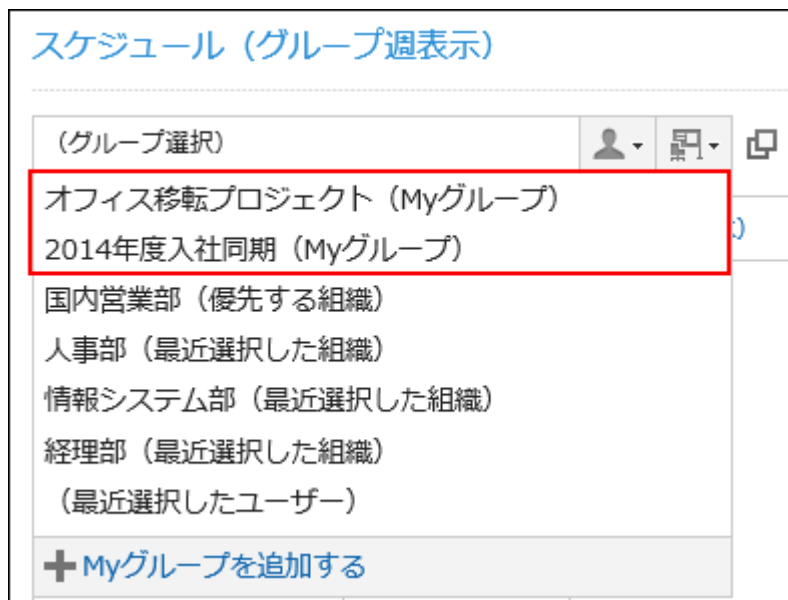 スケジュール（グループ週表示）
（グループ選択）
オフィス移転プロジェクト（Myグループ）
2014年度入社同期（Myグループ）
国内営業部（優先する組織）
人事部（最近選択した組織）
情報システム部（最近選択した組織）
経理部（最近選択した組織）
（最近選択したユーザー）
Myグループを追加する